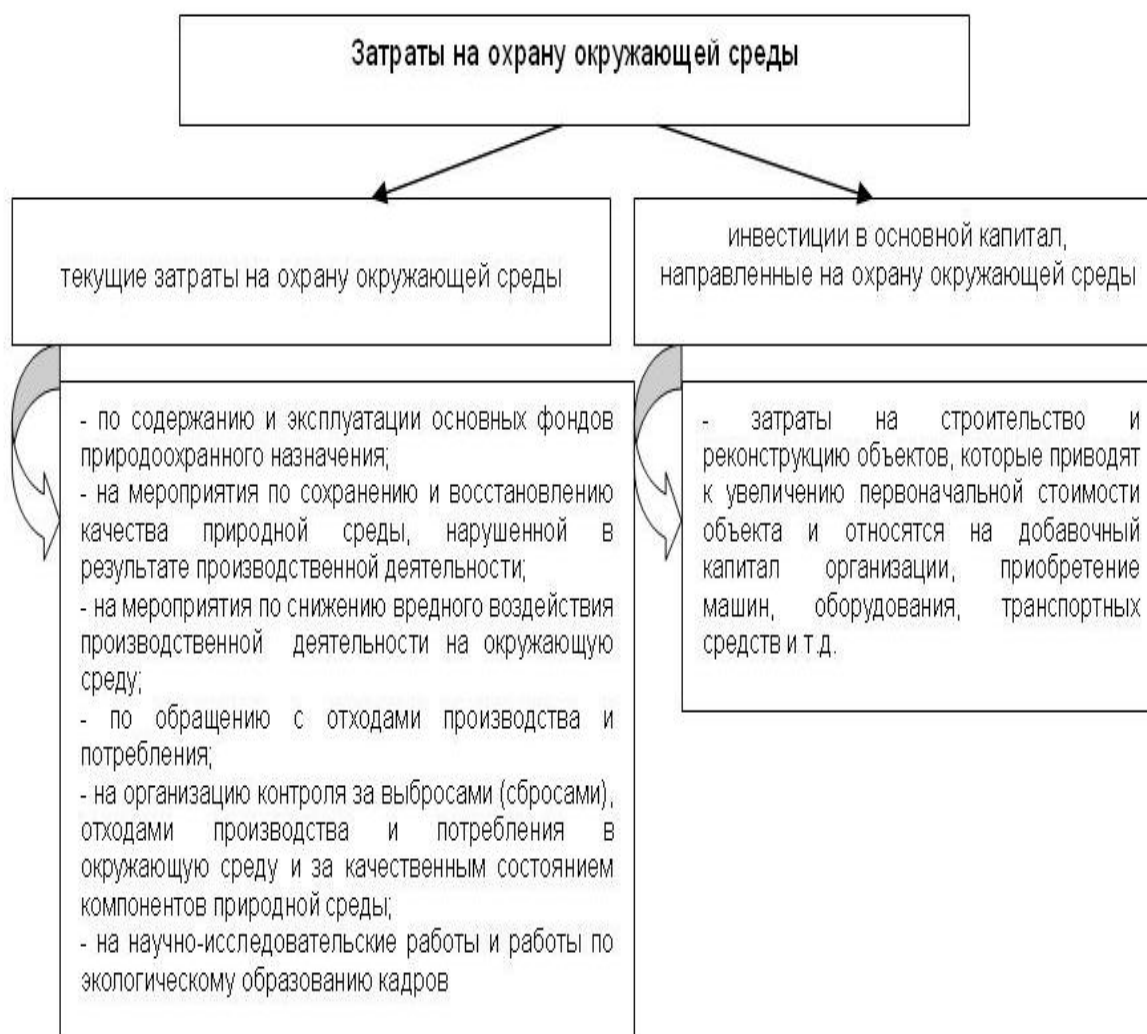 Затраты на охрану окружающей среды
текущие затраты на охрану окружающей среды
инвестиции в основной капитал,
направленные на охрану окружающей среды
- по содержанию и эксплуатации основных фондов
природоохранного назначения;
- на мероприятия по сохранению и восстановлению
качества природной среды, нарушенной в
результате производственной деятельности;
- на мероприятия по снижению вредного воздействия
производственной деятельности на окружающую
среду;
- по обращению с отходами производства и
потребления;
- на организацию контроля за выбросами (сбросами),
отходами производства и потребления в
окружающую среду и за качественным состоянием
компонентов природной среды;
- на научно-исследовательские работы и работы по
экологическому образованию кадров
- затраты на строительство и
реконструкцию объектов, которые приводят
к увеличению первоначальной стоимости
объекта и относятся на добавочный
капитал организации, приобретение
машин, оборудования, транспортных
средств и т.д.